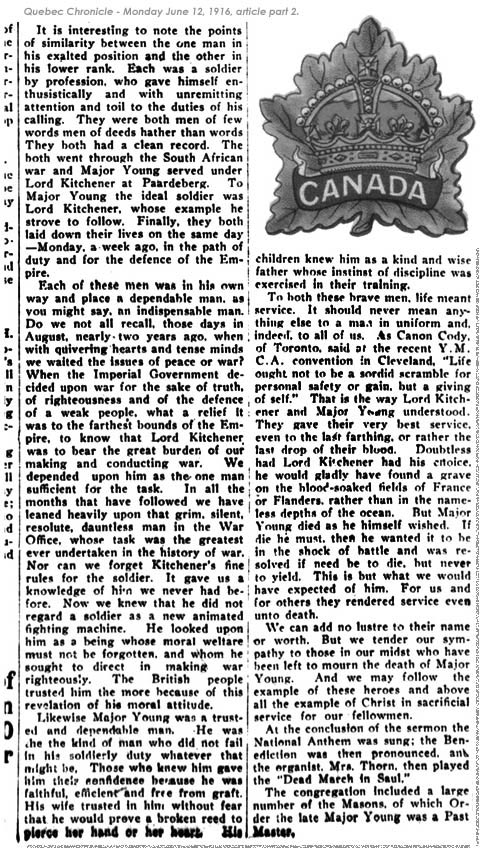 Quebec Chronicle - Monday June 12, 1916, article part 2.
It is interesting to note the points
of similarity between the one man in
his exalted position and the other in
his lower rank. Each was a soldier
by profession, who gave himself en-
thusistically and with unremitting
attention and toil to the duties of his
calling. They were both men of few
words men of deeds hather than words
They both had a clean record. The
both went through the South African
war and Major Young served under
Lord Kitchener at Paardeberg. To
Major Young the ideal soldier was
Lord Kitchener, whose example he
strove to follow. Finally, they both
laid down their lives on the same day
—Monday, a week ago, in the path of
duty and for the defence of the Em-
pire.
Each of these men was in his own
way and place a dependable man, as
you might say, an indispensable man.
Do we not all recall, those days in
August, nearly two years ago, when
with quivering hearts and tense minds
we waited the issues of peace or war?
When the Imperial Government de-
cided upon war for the sake of truth,
of righteousness and of the defence
of a weak people, what a relief it
was to the farthest bounds of the Em-
pire, to know that Lord Kitchener
was to bear the great burden of our
making and conducting war. We
depended upon him as the one man
sufficient for the task. In all the
months that have followed we have
leaned heavily upon that grim, silent,
resolute, dauntless man in the War
Office, whose task was the greatest
ever undertaken in the history of war.
Nor can we forget Kitchener's fine
rules for the soldier. It gave us a
knowledge of him we never had be-
fore. Now we knew that he did not
regard a soldier as a new animated
fighting machine. He looked upon
him as a being whose moral welfare
must not be forgotten, and whom he
sought to direct in making war
righteously. The British people
trusted him the more because of this
revelation of his moral attitude.
Likewise Major Young was a trust-
ed and dependable man. He was
the the kind of man who did not fail
in his soldierly duty whatever that
might be. Those who knew him gave
him their confidence because he was
faithful, efficient and free from graft.
His wife trusted in him without fear
that he would prove a broken reed to
pierce her hand or her heart. His
CANADA
children knew him as a kind and wise
father whose instinst of discipline was
exercised in their training.
To both these brave men, life meant
service. It should never mean any-
thing else to a man in uniform and,
indeed, to all of us. As Canon Cody,
of Toronto, said at the recent Y. M.
C. A. convention in Cleveland, "Life
ought not to be a sordid scramble for
personal safety or gain, but a giving
of self." That is the way Lord Kitch-
ener and Major Young understood.
They gave their very best service,
even to the last farthing, or rather the
last drop of their blood. Doubtless
had Lord Kitchener had his choice,
he would gladly have found a grave
on the blood-soaked fields of France
or Flanders, rather than in the name-
less depths of the ocean. But Major
Young died as he himself wished. If
die he must, then he wanted it to be
in the shock of battle and was re-
solved if need be to die, but never
to yield. This is but what we would
have expected of him. For us and
for others they rendered service even
unto death.
We can add no lustre to their name
or worth. But we tender our sym-
pathy to those in our midst who have
been left to mourn the death of Major
Young. And we may follow the
example of these heroes and above
all the example of Christ in sacrificial
service for our fellowmen.
At the conclusion of the sermon the
National Anthem was sung; the Ben-
ediction was then pronounced, and
the organist, Mrs. Thorn, then played
the "Dead March in Saul."
The congregation included a large
number of the Masons, of which Or-
der the late Major Young was a Past
Master.